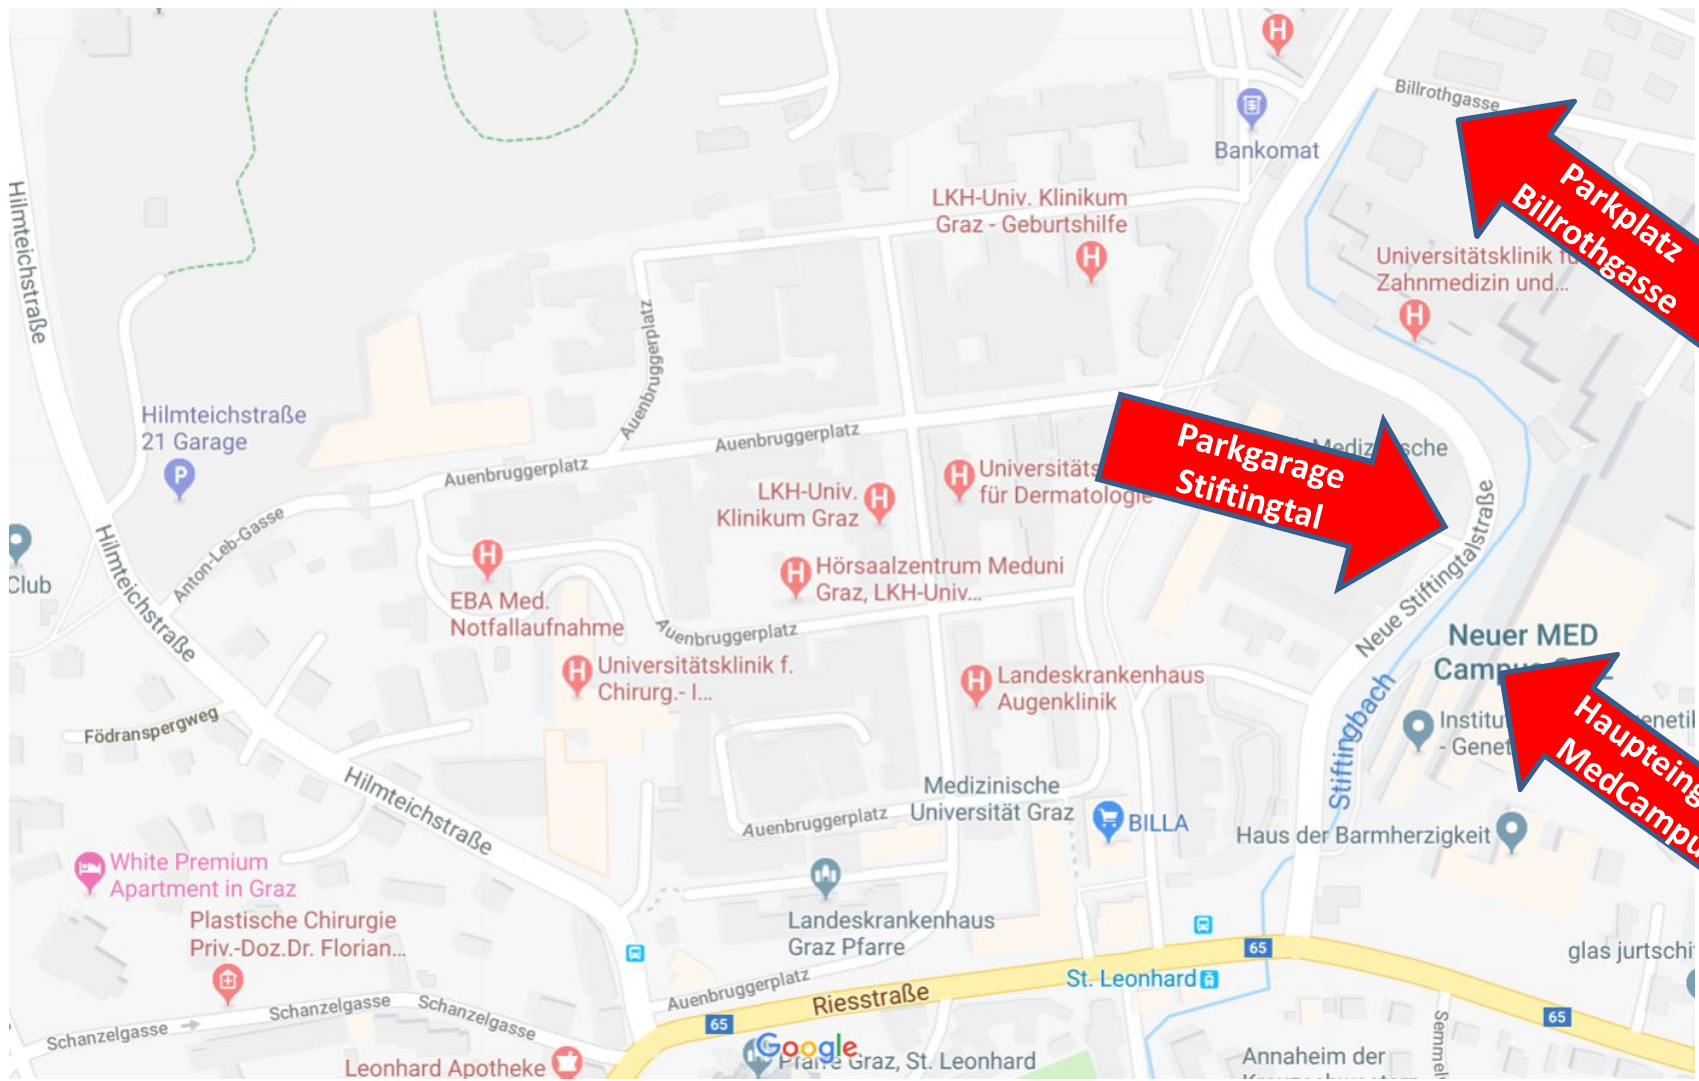 Billrothgasse
Parkplatz
Billrothgasse
Bankomat
LKH-Univ. Klinikum
Graz - Geburtshilfe
Universitätsklinik
Zahnmedizin und...
Hilmteichstraße
Auenbruggerplatz
Hilmteichstraße
21 Garage
Auenbruggerplatz
Auenbruggerplatz
Parkgarage
Stiftingtal
LKH-Univ.
Klinikum Graz
für Dermatologie
Anton-Leb-Gasse
Hilmteichstraße
Club
Hörsaalzentrum Meduni
Graz, LKH-Univ...
EBA Med.
Notfallaufnahme
Auenbruggerplatz
Neue Stiftingtalstraße
Neuer MED
Universitätsklinik f.
Chirurg.- I...
Landeskrankenhaus
Augenklinik
Födranspergweg
Stiftingbach
Hilmteichstraße
Medizinische
Universität Graz
BILLA
Auenbruggerplatz
Haus der Barmherzigkeit
White Premium
Apartment in Graz
Plastische Chirurgie
Priv.-Doz.Dr. Florian...
Landeskrankenhaus
Graz Pfarre
65
St. Leonhard
Auenbruggerplatz
Riesstraße
65
65
Schanzelgasse
Schanzelgasse
Schanzelgasse
Leonhard Apotheke
Google
Graz, St. Leonhard
Annaheim der